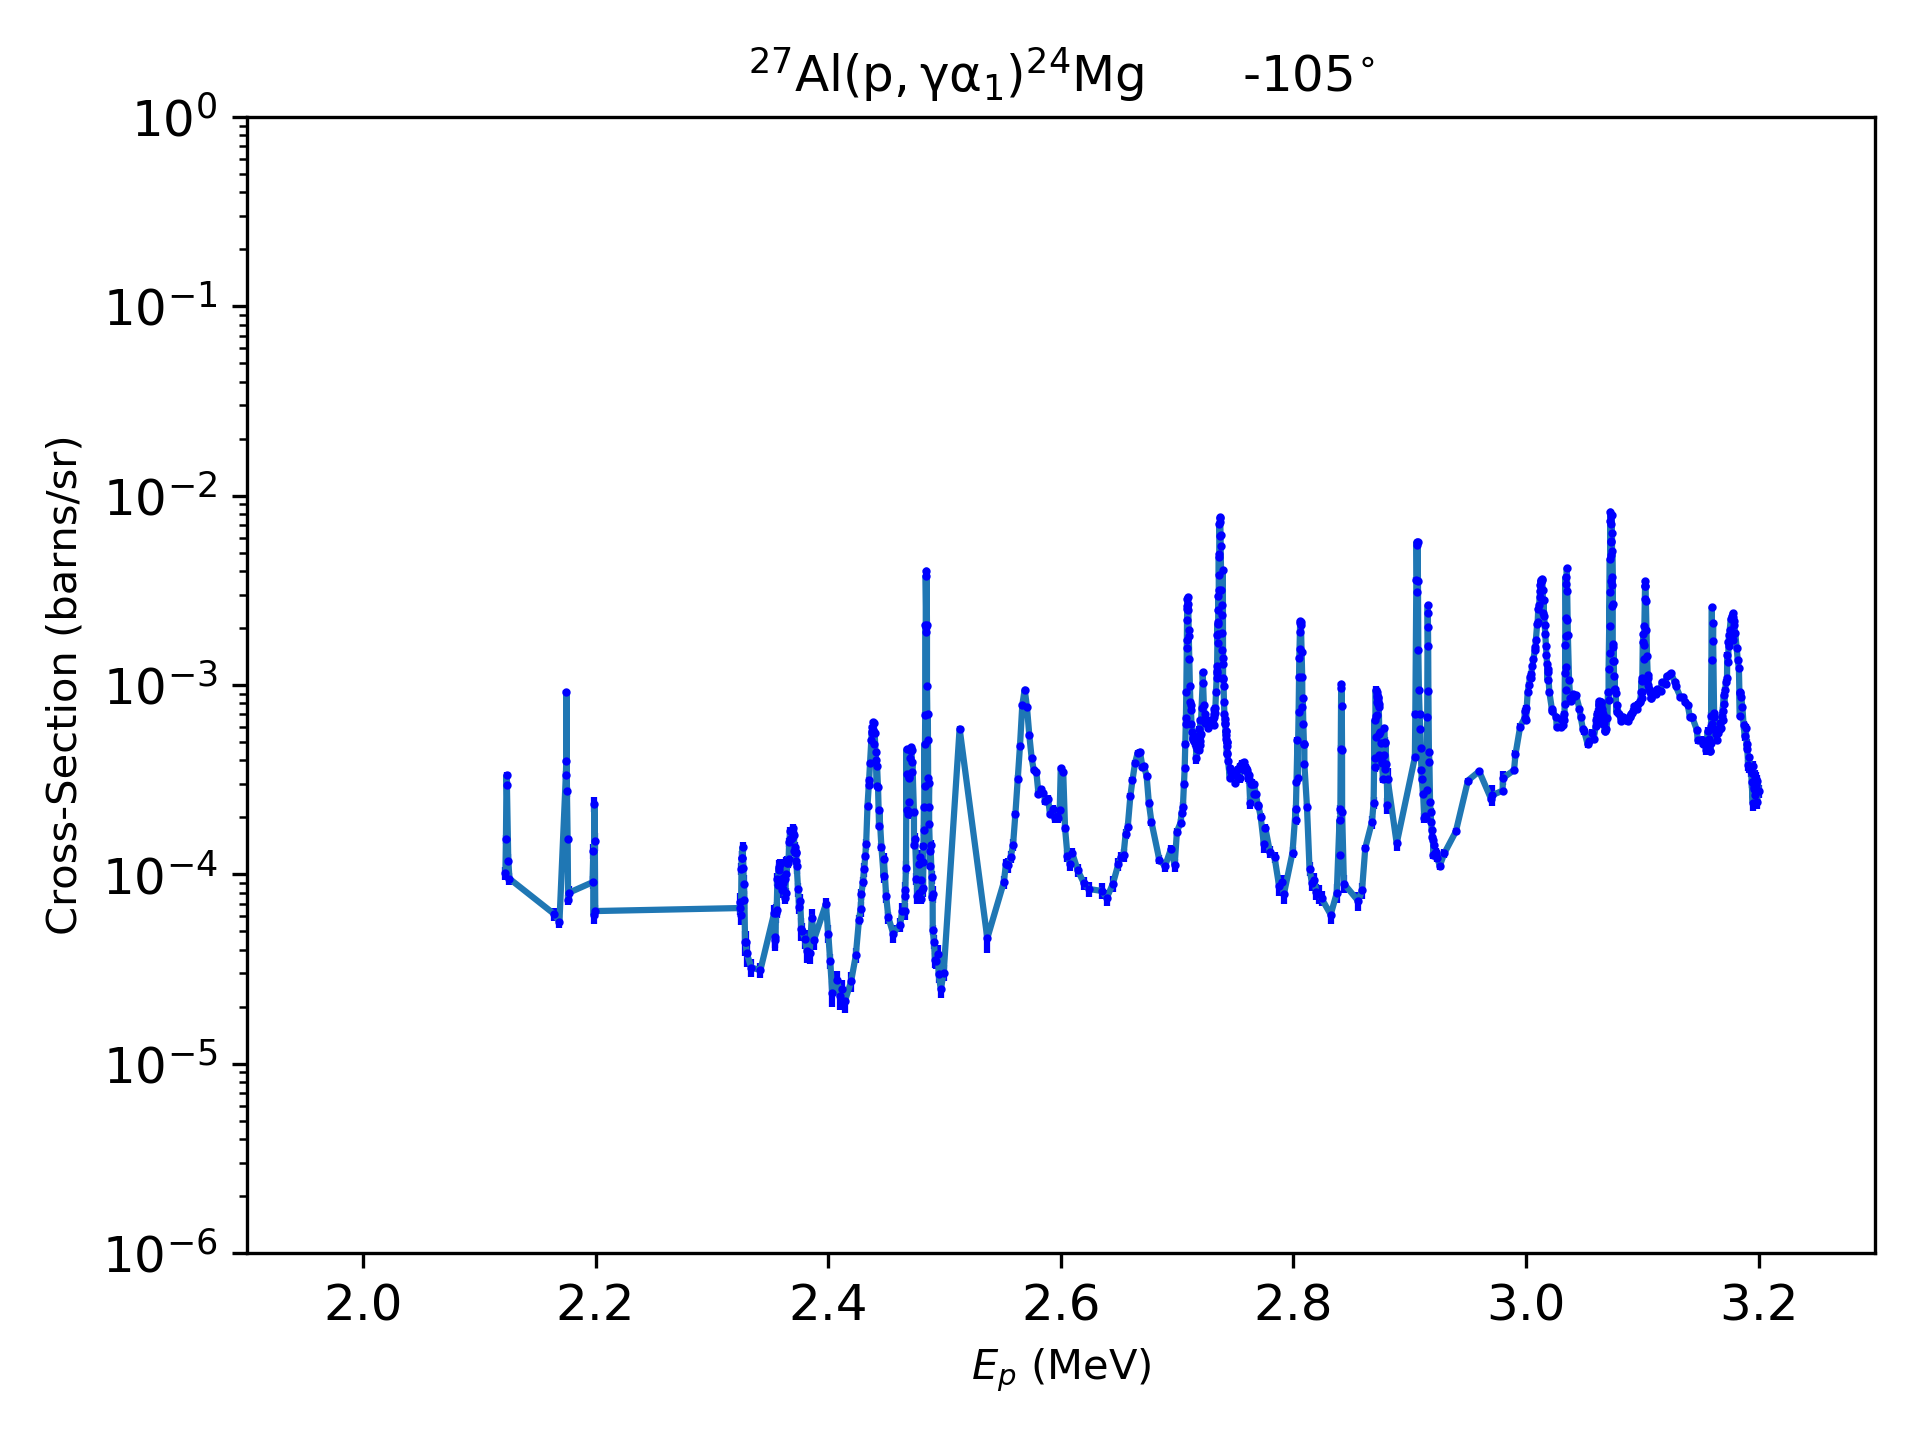 ²⁷Al(p, γα₁)²⁴Mg -105°
10⁰
10⁻¹
10⁻²
10⁻³
10⁻⁴
10⁻⁵
10⁻⁶
Cross-Section (barns/sr)
2.0 2.2 2.4 2.6 2.8 3.0 3.2
Eₚ (MeV)